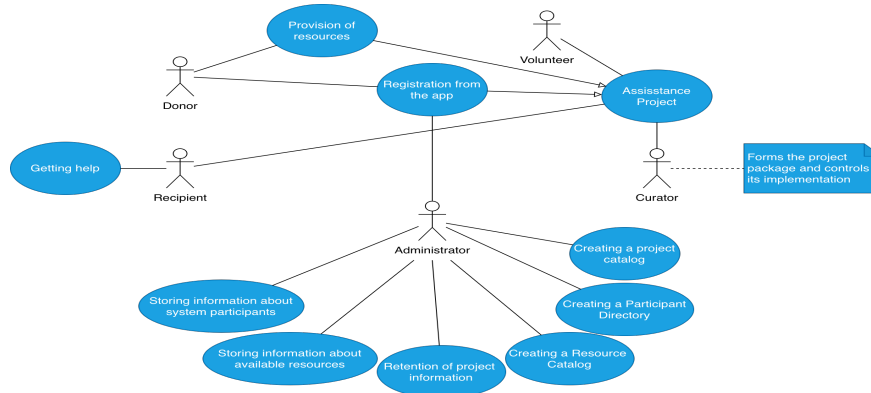 Provision of
resources
Volunteer
Donor
Registration from
the app
Assisstance
Project
Getting help
Recipient
Curator
Forms the project
package and controls
its implementation
Administrator
Creating a project
catalog
Storing information about
system participants
Creating a Participant
Directory
Storing information about
available resources
Retention of project
information
Creating a Resource
Catalog